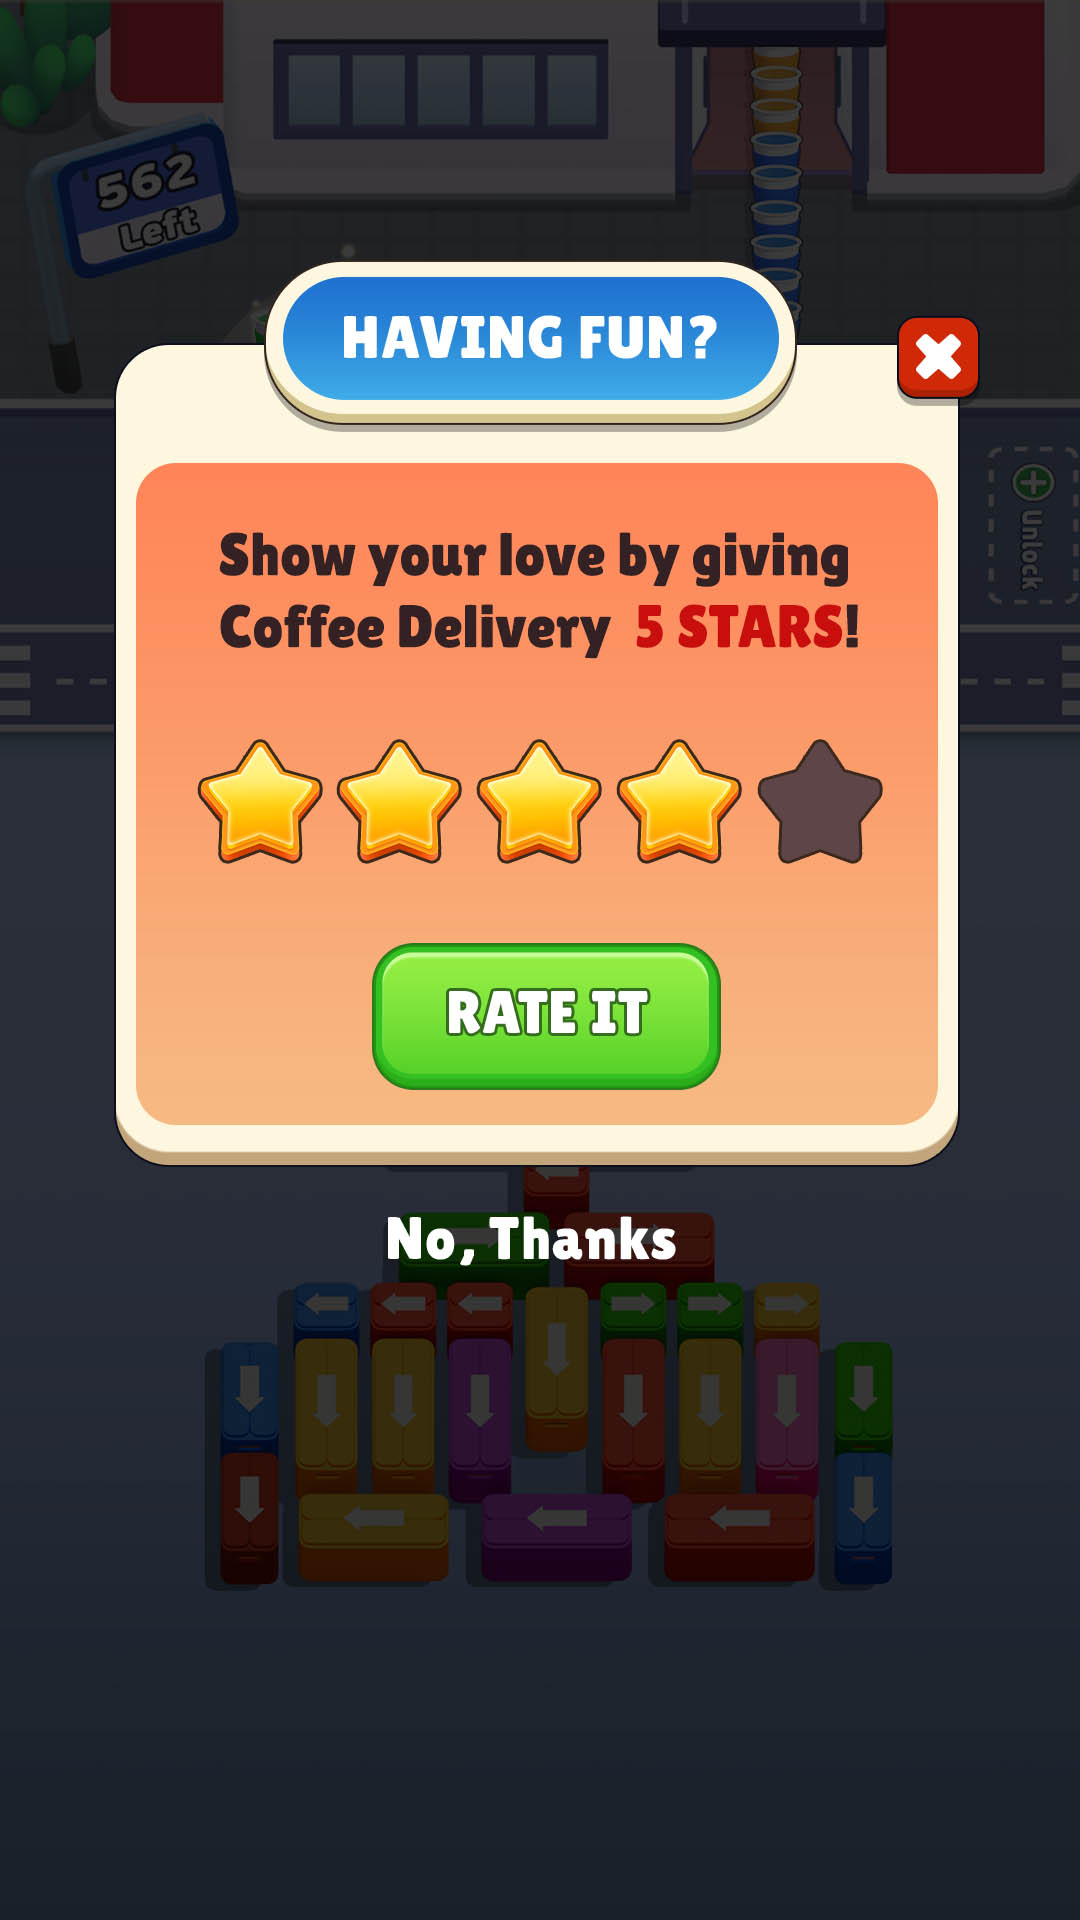 562
Left
HAVING FUN?
Unlock
Show your love by giving
Coffee Delivery 5 STARS!
RATE IT
No, Thanks